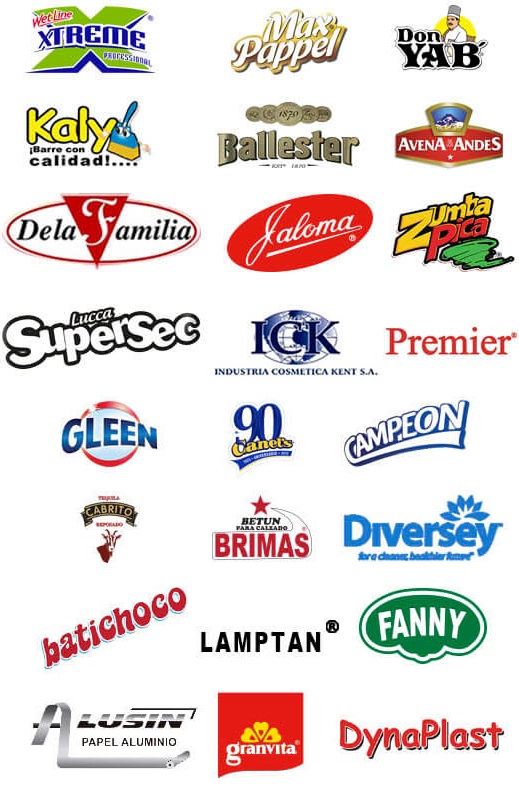 Wet Line
XTREME
PROFESSIONAL
Max
Pappel
Don
YAB
Kaly
¡Barre con
calidad!....
1870
Ballester
AVENA
ANDES
Dela Familia
Jaloma®
Zumba
Pica
Lucca
SuperSec
ICK
INDUSTRIA COSMETICA KENT S.A.
Premier®
GLEEN
90
Canel's
CAMPEON
TEQUILA
CABRITO
REPOSADO
BETUN
PARA CALZADO
BRIMAS
Diversey
for a cleaner, healthier future™
batichoco
LAMPTAN®
FANNY
ALUSIN
PAPEL ALUMINIO
granvita®
DynaPlast